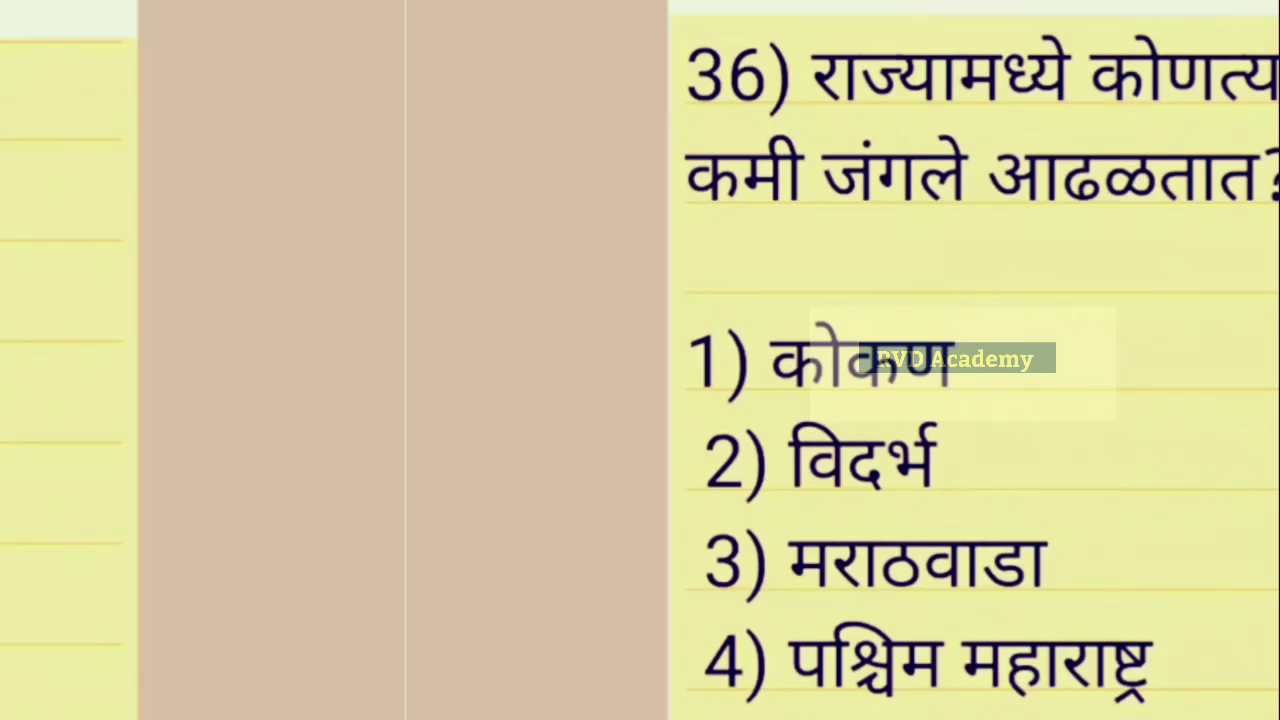 36) राज्यामध्ये कोणत्य
कमी जंगले आढळतात?
1) कोकण
RVD Academy
2) विदर्भ
3) मराठवाडा
4) पश्चिम महाराष्ट्र